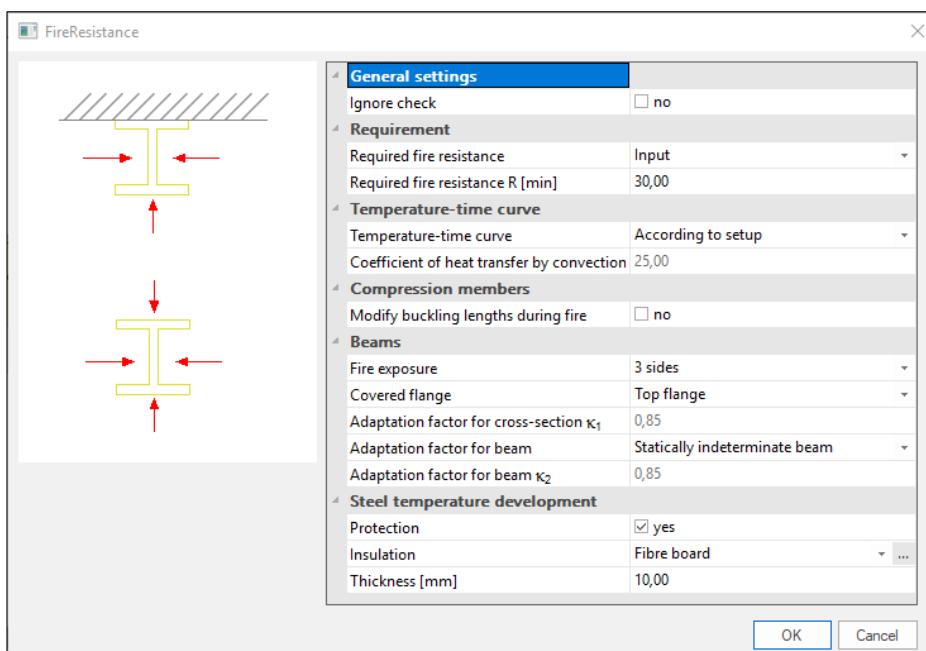 FireResistance
General settings
Ignore check no
Requirement
Required fire resistance Input
Required fire resistance R [min] 30,00
Temperature-time curve
Temperature-time curve According to setup
Coefficient of heat transfer by convection 25,00
Compression members
Modify buckling lengths during fire no
Beams
Fire exposure 3 sides
Covered flange Top flange
Adaptation factor for cross-section κ₁ 0,85
Adaptation factor for beam Statically indeterminate beam
Adaptation factor for beam κ₂ 0,85
Steel temperature development
Protection yes
Insulation Fibre board ...
Thickness [mm] 10,00
OK Cancel